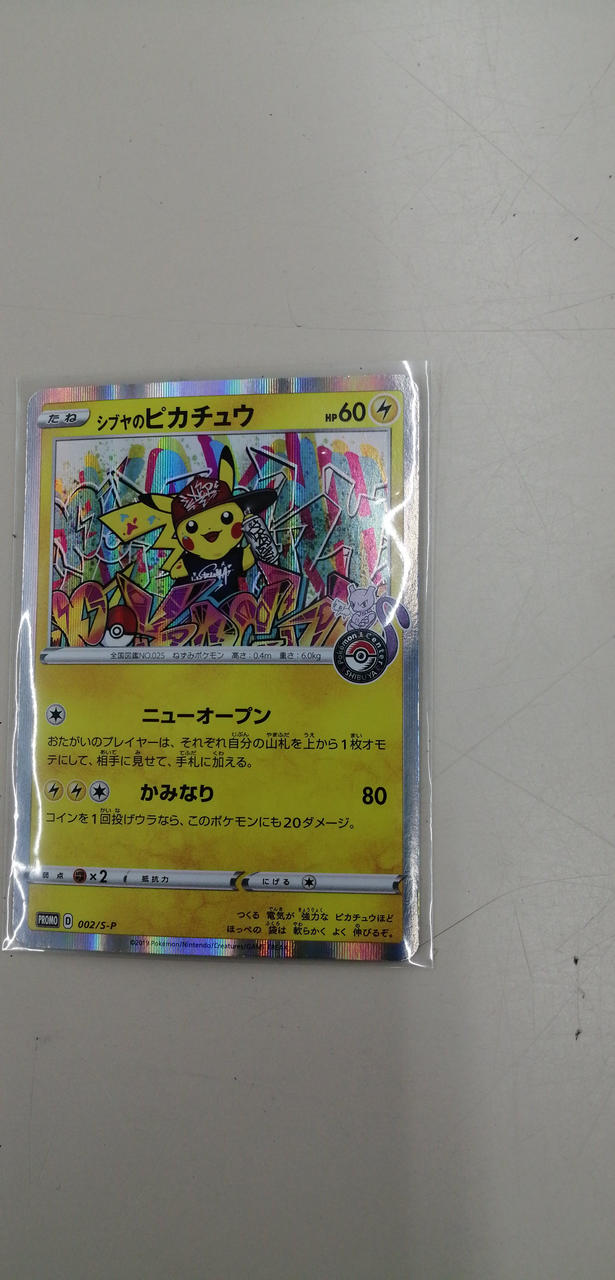 たね シブヤのピカチュウ HP60
全国図鑑NO.025 ねずみポケモン 高さ：0.4m 重さ：6.0kg
Pokémon Center
SHIBUYA
ニューオープン
おたがいのプレイヤーは、それぞれ自分の山札を上から1枚オモ
テにして、相手に見せて、手札に加える。
かみなり 80
コインを1回投げウラなら、このポケモンにも20ダメージ。
弱点 ×2 抵抗力 にげる
PROMO D 002/S-P
つくる 電気が 強力な ピカチュウほど
ほっぺの 袋は 軟らかく よく 伸びるぞ。
©2019 Pokémon/Nintendo/Creatures/GAME FREAK